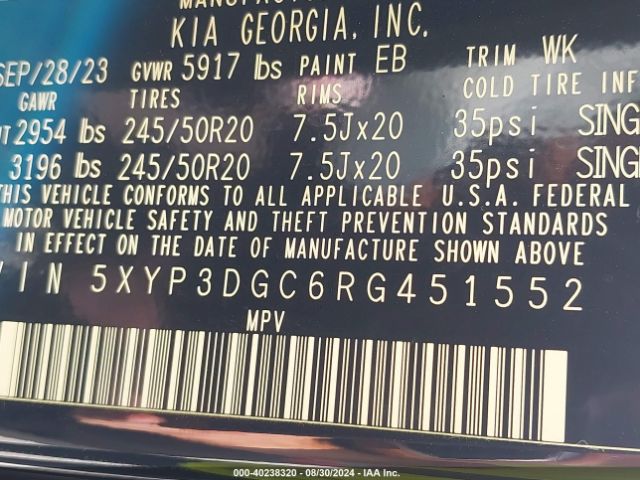 KIA GEORGIA, INC.
SEP/28/23 GVWR 5917 lbs PAINT EB TRIM WK
GAWR TIRES RIMS COLD TIRE INF
2954 lbs 245/50R20 7.5Jx20 35psi SING
3196 lbs 245/50R20 7.5Jx20 35psi SING
THIS VEHICLE CONFORMS TO ALL APPLICABLE U.S.A. FEDERAL
MOTOR VEHICLE SAFETY AND THEFT PREVENTION STANDARDS
IN EFFECT ON THE DATE OF MANUFACTURE SHOWN ABOVE
VIN 5XYP3DGC6RG451552
MPV
000-40238320 - 08/30/2024 - IAA Inc.